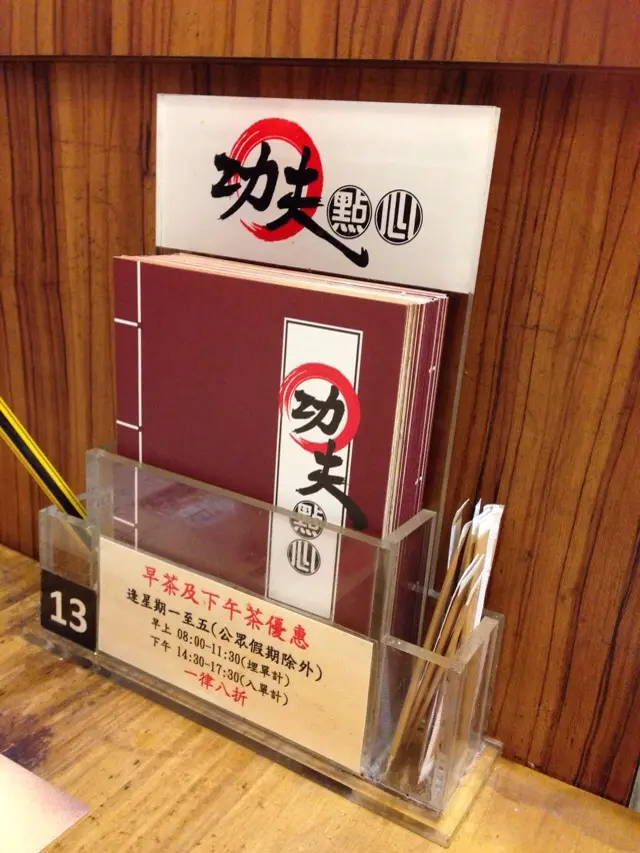 功夫點心
功夫點心
13
早茶及下午茶優惠
逢星期一至五(公眾假期除外)
早上 08:00-11:30(埋單計)
下午 14:30-17:30(入單計)
一律八折